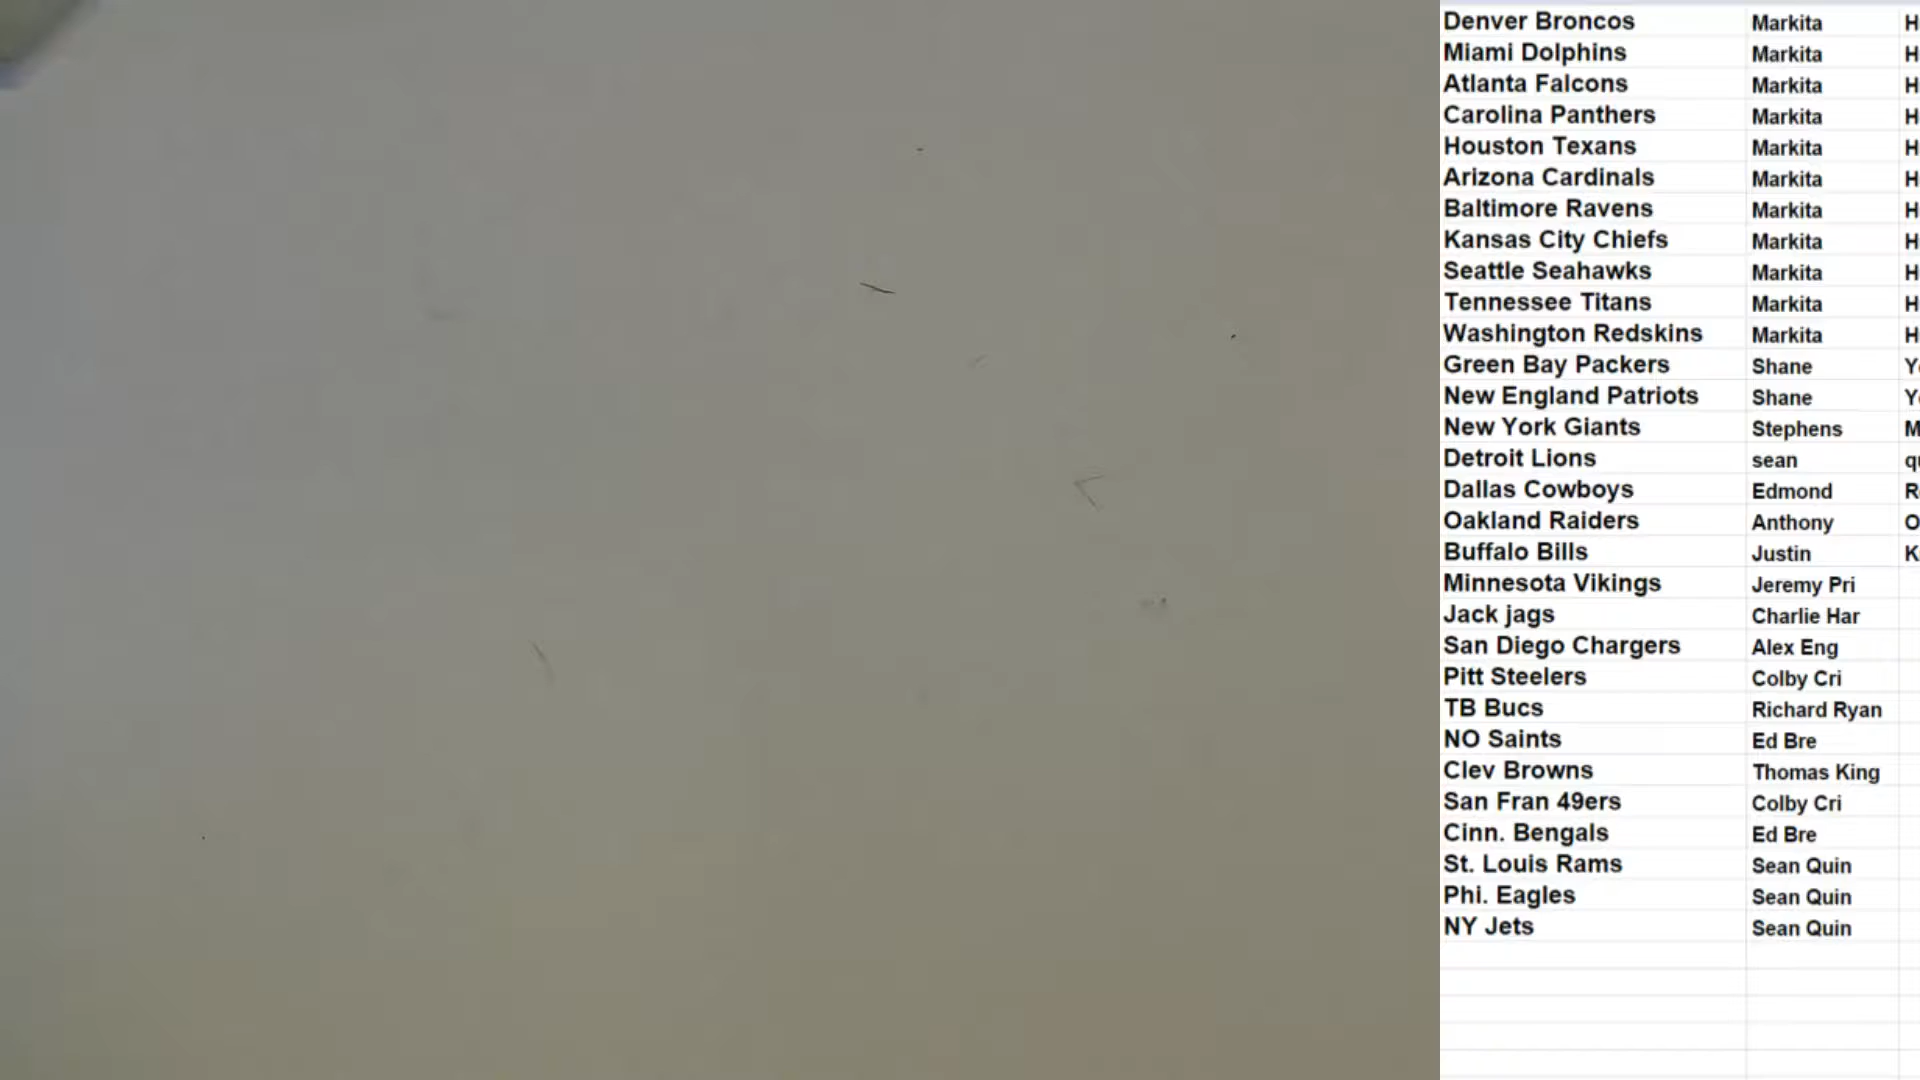 Denver Broncos Markita H
Miami Dolphins Markita H
Atlanta Falcons Markita H
Carolina Panthers Markita H
Houston Texans Markita H
Arizona Cardinals Markita H
Baltimore Ravens Markita H
Kansas City Chiefs Markita H
Seattle Seahawks Markita H
Tennessee Titans Markita H
Washington Redskins Markita H
Green Bay Packers Shane
New England Patriots Shane
New York Giants Stephens M
Detroit Lions sean
Dallas Cowboys Edmond
Oakland Raiders Anthony O
Buffalo Bills Justin K
Minnesota Vikings Jeremy Pri
Jack jags Charlie Har
San Diego Chargers Alex Eng
Pitt Steelers Colby Cri
TB Bucs Richard Ryan
NO Saints Ed Bre
Clev Browns Thomas King
San Fran 49ers Colby Cri
Cinn. Bengals Ed Bre
St. Louis Rams Sean Quin
Phi. Eagles Sean Quin
NY Jets Sean Quin